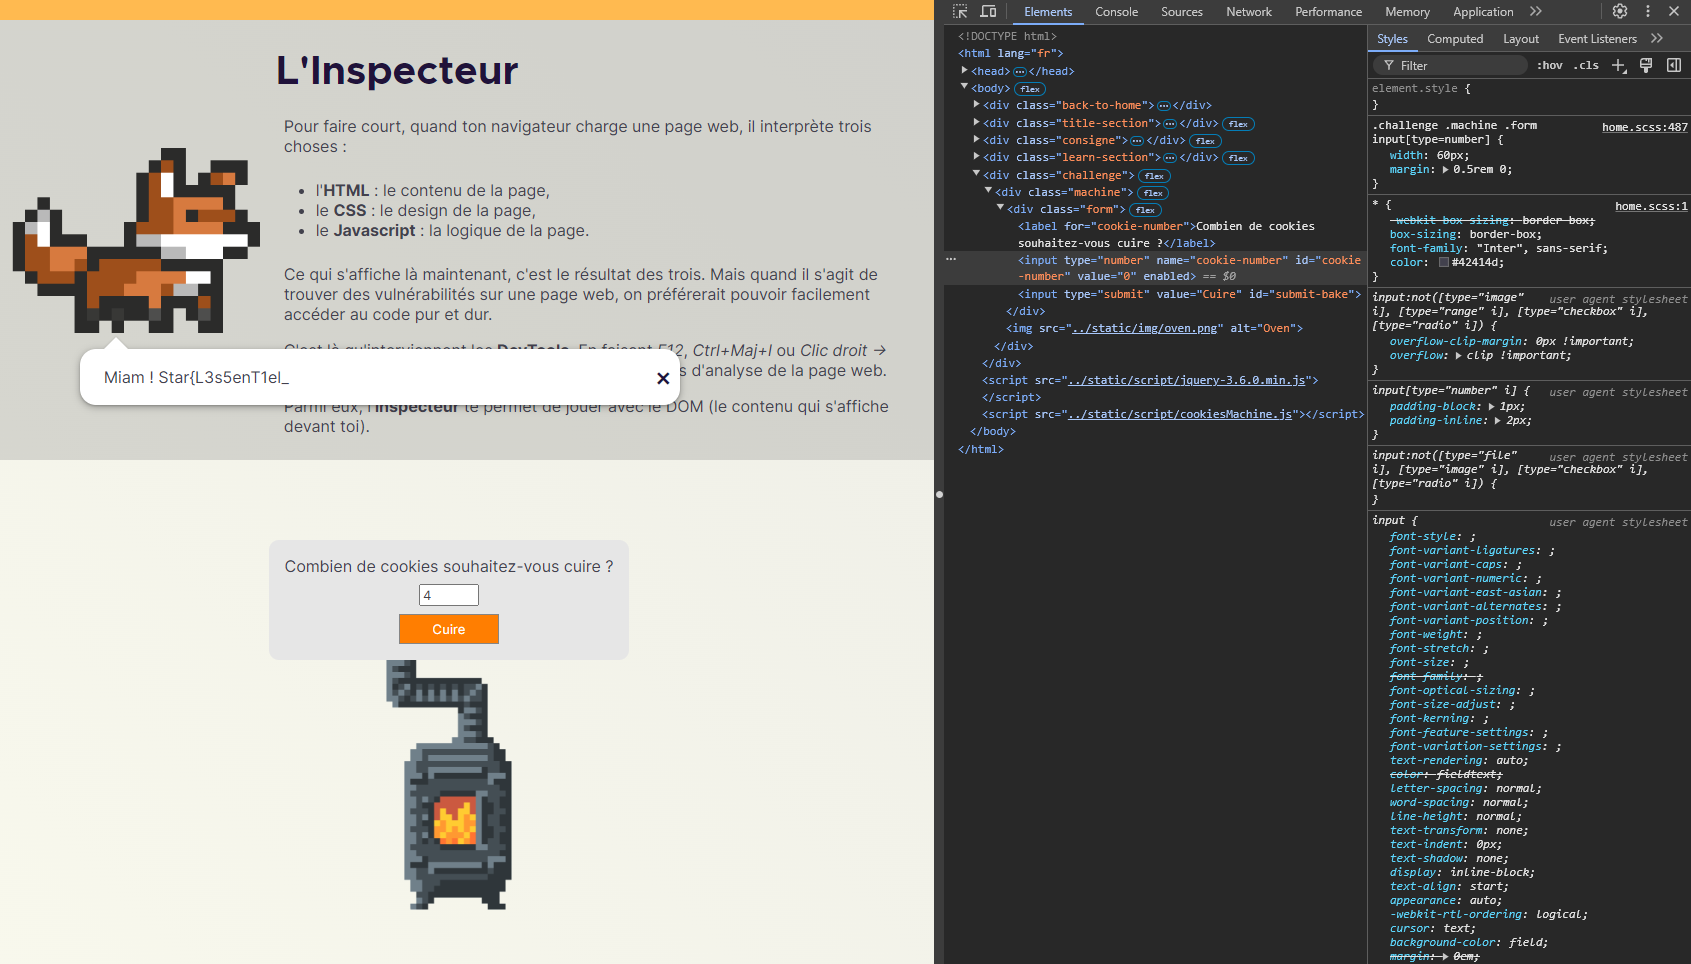 L'Inspecteur
Pour faire court, quand ton navigateur charge une page web, il interprète trois
choses :
• l'HTML : le contenu de la page,
• le CSS : le design de la page,
• le Javascript : la logique de la page.
Ce qui s'affiche là maintenant, c'est le résultat des trois. Mais quand il s'agit de
trouver des vulnérabilités sur une page web, on préférerait pouvoir facilement
accéder au code pur et dur.
C'est là qu'interviennent les DevTools. En faisant F12, Ctrl+Maj+I ou Clic droit →
s d'analyse de la page web.
Miam ! Star{L3s5enT1el_
×
Parmi eux, l'Inspecteur te permet de jouer avec le DOM (le contenu qui s'affiche
devant toi).
Combien de cookies souhaitez-vous cuire ?
4
Cuire
Elements Console Sources Network Performance Memory Application
<!DOCTYPE html>
<html lang="fr">
<head>…</head>
<body> flex
<div class="back-to-home">…</div>
<div class="title-section">…</div> flex
<div class="consigne">…</div> flex
<div class="learn-section">…</div> flex
<div class="challenge"> flex
<div class="machine"> flex
<div class="form"> flex
<label for="cookie-number">Combien de cookies
souhaitez-vous cuire ?</label>
<input type="number" name="cookie-number" id="cookie
-number" value="0" enabled> == $0
<input type="submit" value="Cuire" id="submit-bake">
</div>
<img src="../static/img/oven.png" alt="Oven">
</div>
</div>
<script src="../static/script/jquery-3.6.0.min.js">
</script>
<script src="../static/script/cookiesMachine.js"></script>
</body>
</html>
Styles Computed Layout Event Listeners
Filter :hov .cls
element.style {
}
.challenge .machine .form home.scss:487
input[type=number] {
width: 60px;
margin: 0.5rem 0;
}
* { home.scss:1
-webkit-box-sizing: border-box;
box-sizing: border-box;
font-family: "Inter", sans-serif;
color: #42414d;
}
input:not([type="image" user agent stylesheet
i], [type="range" i], [type="checkbox" i],
[type="radio" i]) {
overflow-clip-margin: 0px !important;
overflow: clip !important;
}
input[type="number" i] { user agent stylesheet
padding-block: 1px;
padding-inline: 2px;
}
input:not([type="file" user agent stylesheet
i], [type="image" i], [type="checkbox" i],
[type="radio" i]) {
}
input { user agent stylesheet
font-style: ;
font-variant-ligatures: ;
font-variant-caps: ;
font-variant-numeric: ;
font-variant-east-asian: ;
font-variant-alternates: ;
font-variant-position: ;
font-weight: ;
font-stretch: ;
font-size: ;
font-family: ;
font-optical-sizing: ;
font-size-adjust: ;
font-kerning: ;
font-feature-settings: ;
font-variation-settings: ;
text-rendering: auto;
color: fieldtext;
letter-spacing: normal;
word-spacing: normal;
line-height: normal;
text-transform: none;
text-indent: 0px;
text-shadow: none;
display: inline-block;
text-align: start;
appearance: auto;
-webkit-rtl-ordering: logical;
cursor: text;
background-color: field;
margin: 0em;